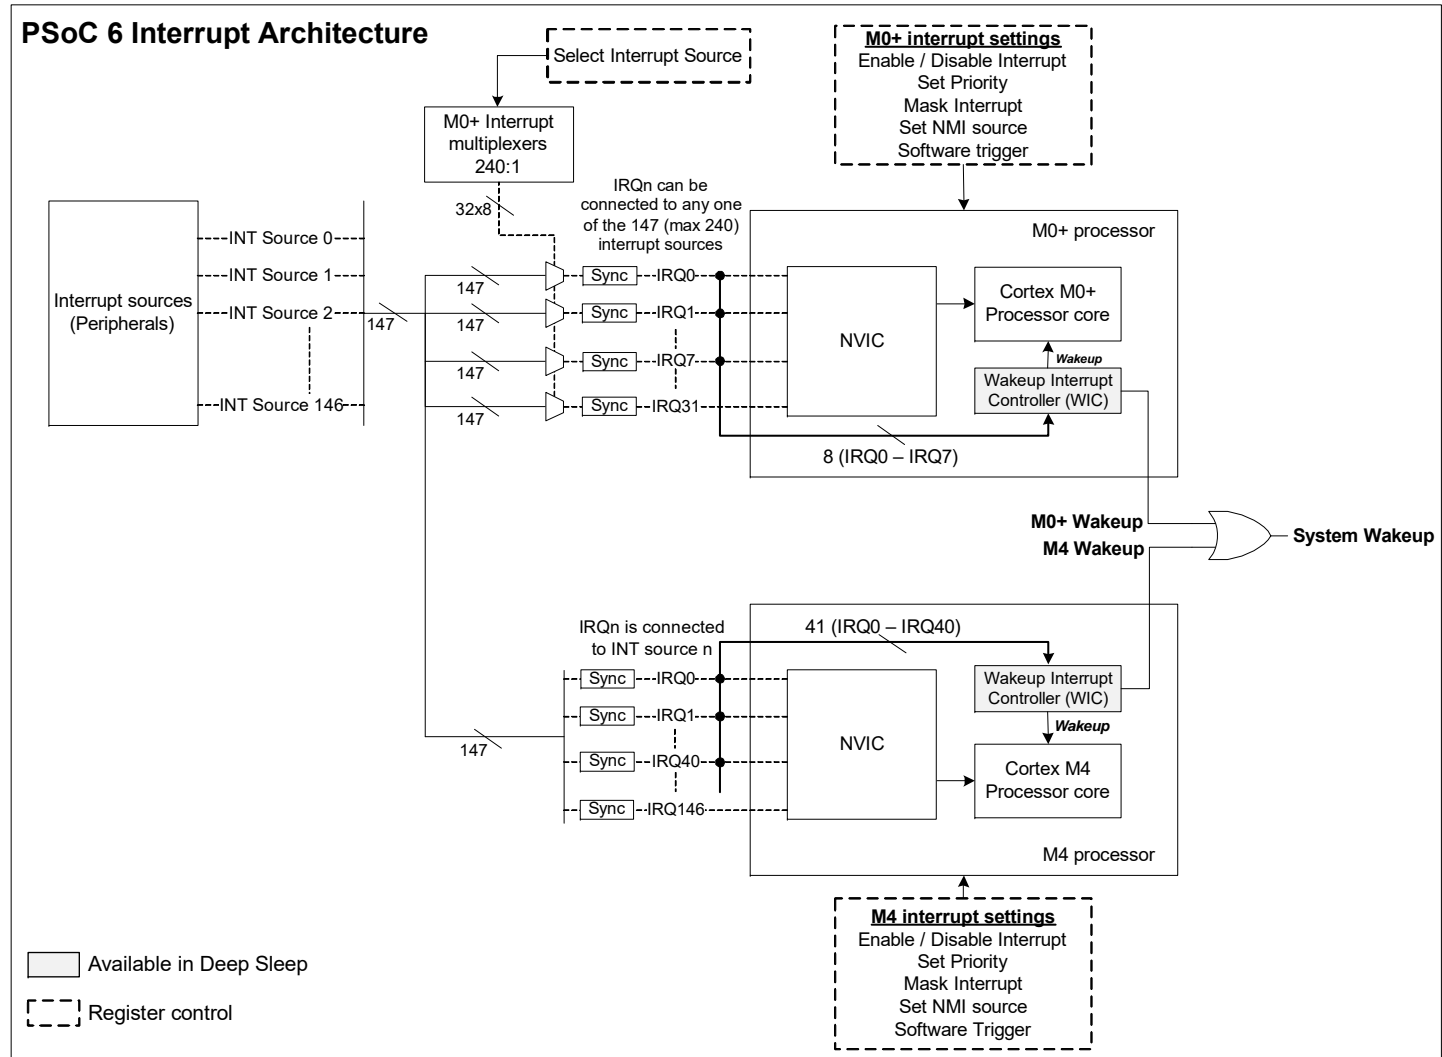 PSoC 6 Interrupt Architecture
Select Interrupt Source
M0+ interrupt settings
Enable / Disable Interrupt
Set Priority
Mask Interrupt
Set NMI source
Software trigger
M0+ Interrupt
multiplexers
240:1
32x8
IRQn can be
connected to any one
of the 147 (max 240)
interrupt sources
Interrupt sources
(Peripherals)
INT Source 0
INT Source 1
INT Source 2
INT Source 146
147
147
147
147
147
Sync
IRQ0
Sync
IRQ1
Sync
IRQ7
Sync
IRQ31
M0+ processor
NVIC
Cortex M0+
Processor core
Wakeup
Wakeup Interrupt
Controller (WIC)
8 (IRQ0 – IRQ7)
M0+ Wakeup
M4 Wakeup
System Wakeup
IRQn is connected
to INT source n
147
Sync
IRQ0
Sync
IRQ1
Sync
IRQ40
Sync
IRQ146
41 (IRQ0 – IRQ40)
NVIC
Wakeup Interrupt
Controller (WIC)
Wakeup
Cortex M4
Processor core
M4 processor
M4 interrupt settings
Enable / Disable Interrupt
Set Priority
Mask Interrupt
Set NMI source
Software Trigger
Available in Deep Sleep
Register control